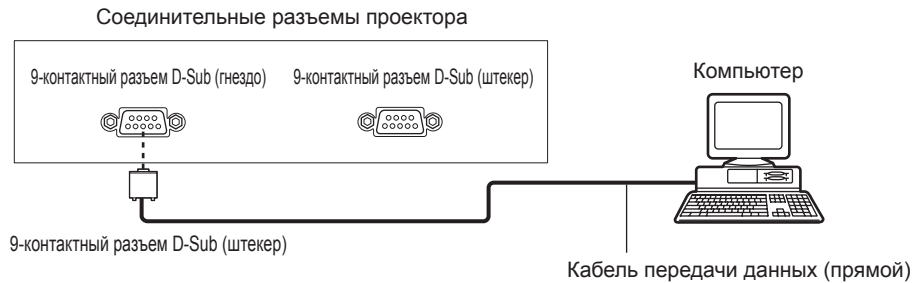 Соединительные разъемы проектора
9-контактный разъем D-Sub (гнездо)
9-контактный разъем D-Sub (штекер)
Компьютер
9-контактный разъем D-Sub (штекер)
Кабель передачи данных (прямой)